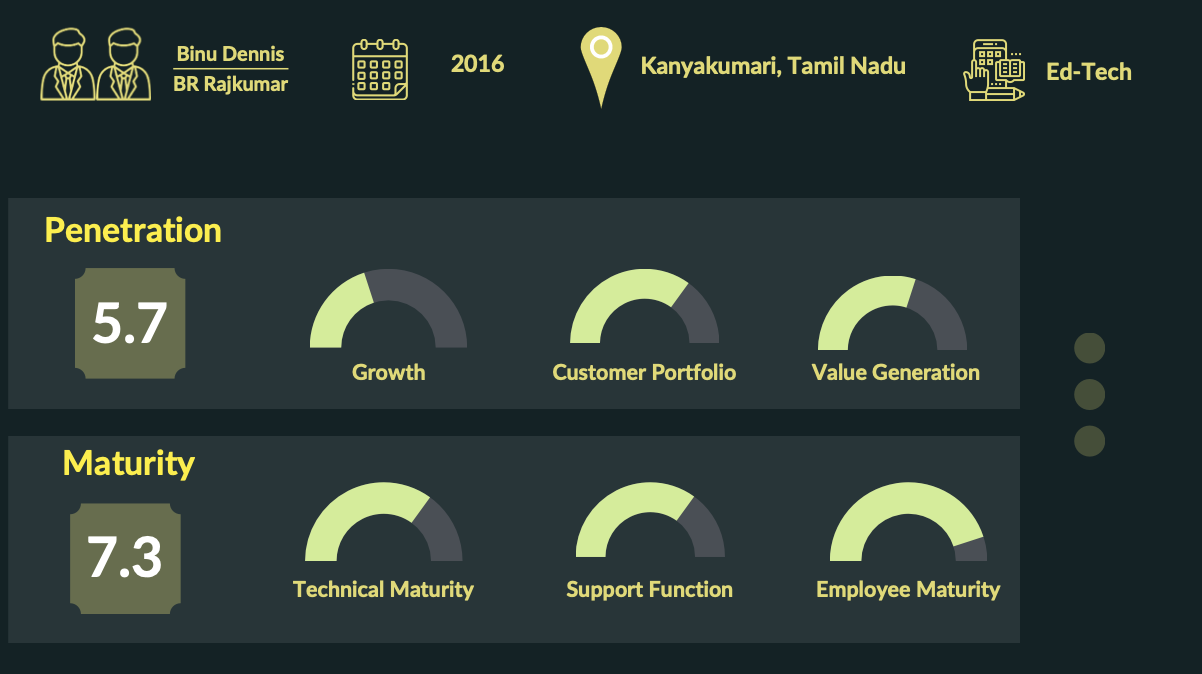 Binu Dennis
BR Rajkumar
2016
Kanyakumari, Tamil Nadu
Ed-Tech
Penetration
5.7
Growth
Customer Portfolio
Value Generation
Maturity
7.3
Technical Maturity
Support Function
Employee Maturity